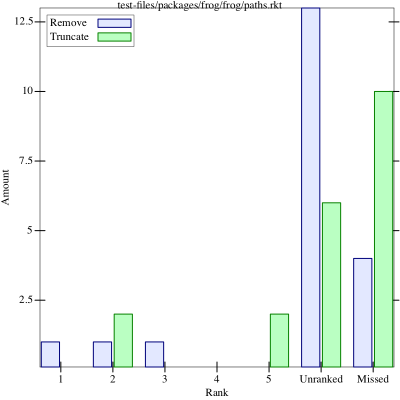 test-files/packages/frog/frog/paths.rkt
Remove
Truncate
12.5
10
7.5
5
2.5
Amount
1 2 3 4 5 Unranked Missed
Rank